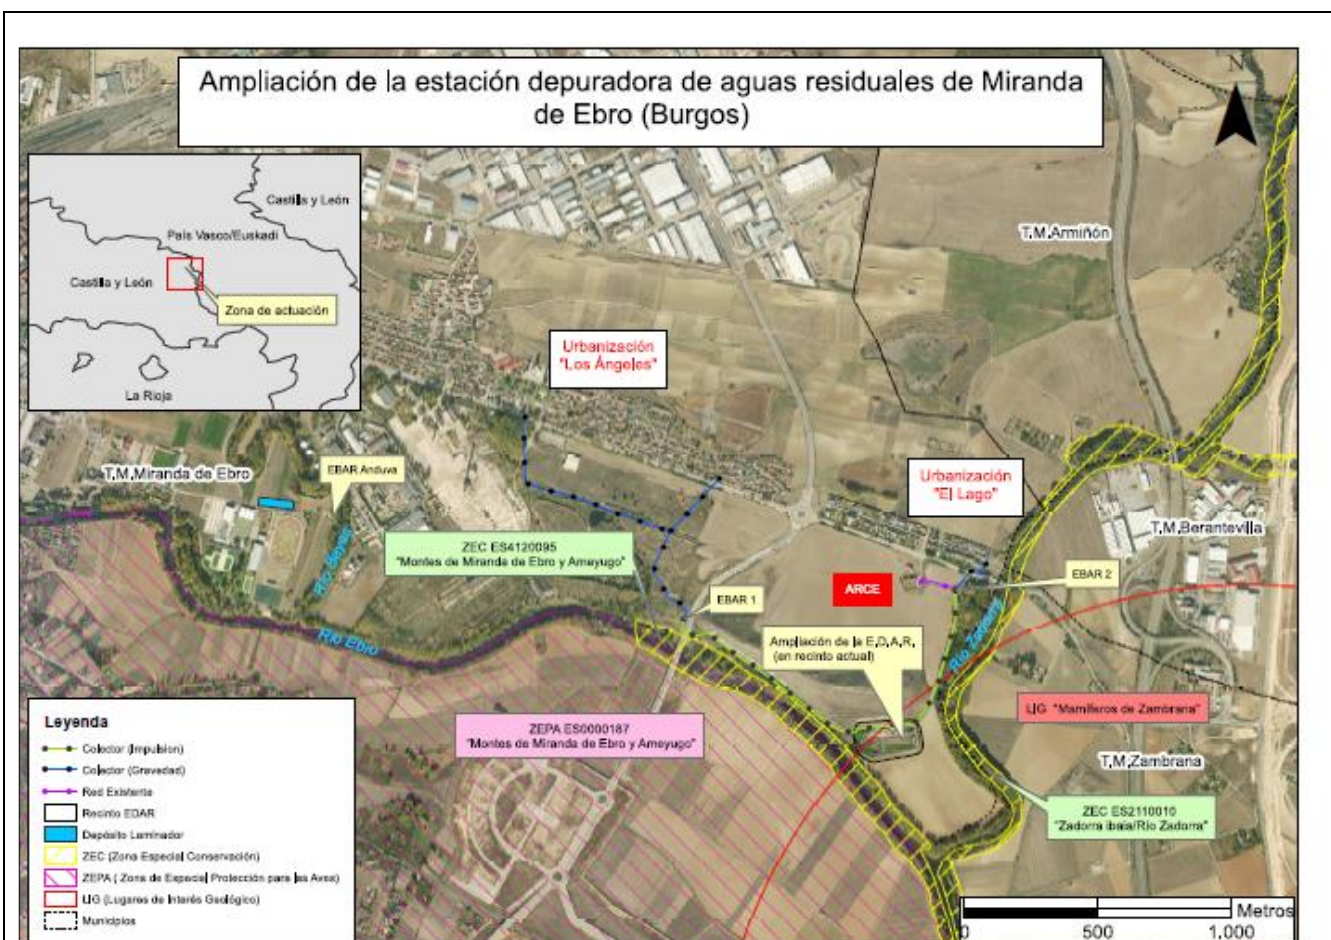 Ampliación de la estación depuradora de aguas residuales de Miranda
de Ebro (Burgos)
N
Castilla y León
País Vasco/Euskadi
Castilla y León
Zona de actuación
La Rioja
T.M.Armiñón
Urbanización
"Los Ángeles"
T.M.Miranda de Ebro
EBAR Anduva
Río Bayas
Urbanización
"El Lago"
T.M.Berantevilla
ZEC ES4120095
"Montes de Miranda de Ebro y Ameyugo"
ARCE
EBAR 2
EBAR 1
Río Ebro
Río Zadorra
Ampliación de la E.D.A.R.
(en recinto actual)
LIG "Mamíferos de Zambrana"
ZEPA ES0000187
"Montes de Miranda de Ebro y Ameyugo"
T.M.Zambrana
ZEC ES2110010
"Zadorra ibaia/Río Zadorra"
Leyenda
Colector (Impulsion)
Colector (Gravedad)
Red Existente
Recinto EDAR
Depósito Laminador
ZEC (Zona Especial Conservación)
ZEPA ( Zona de Especial Protección para las Aves)
LIG (Lugares de Interés Geológico)
Municipios
Metros
0 500 1.000